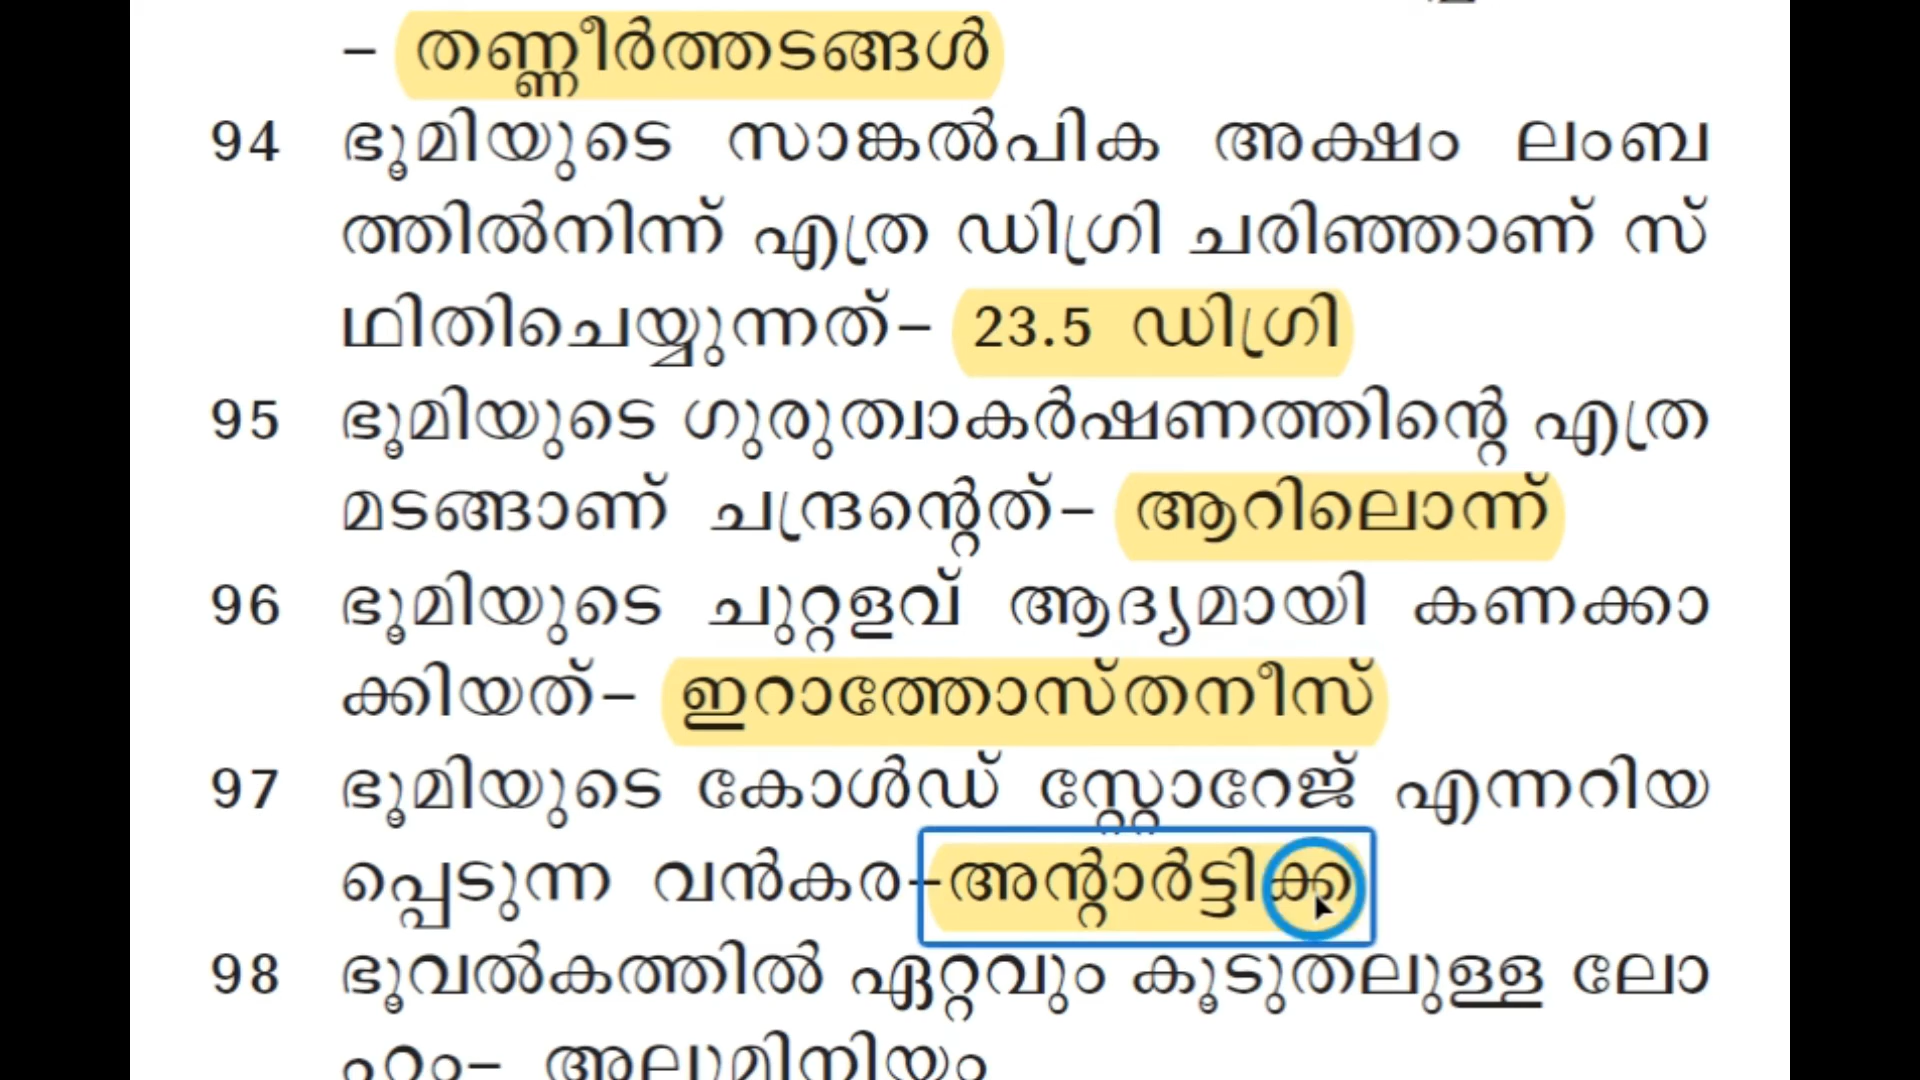 - തണ്ണീർത്തടങ്ങൾ
94 ഭൂമിയുടെ സാങ്കൽപിക അക്ഷം ലംബ
ത്തിൽനിന്ന് എത്ര ഡിഗ്രി ചരിഞ്ഞാണ് സ്
ഥിതിചെയ്യുന്നത്- 23.5 ഡിഗ്രി
95 ഭൂമിയുടെ ഗുരുത്വാകർഷണത്തിന്റെ എത്ര
മടങ്ങാണ് ചന്ദ്രന്റെത്- ആറിലൊന്ന്
96 ഭൂമിയുടെ ചുറ്റളവ് ആദ്യമായി കണക്കാ
ക്കിയത്- ഇറാത്തോസ്തനീസ്
97 ഭൂമിയുടെ കോൾഡ് സ്റ്റോറേജ് എന്നറിയ
പ്പെടുന്ന വൻകര-അന്റാർട്ടിക്ക
98 ഭൂവൽകത്തിൽ ഏറ്റവും കൂടുതലുള്ള ലോ
ഹം- അലുമിനിയം